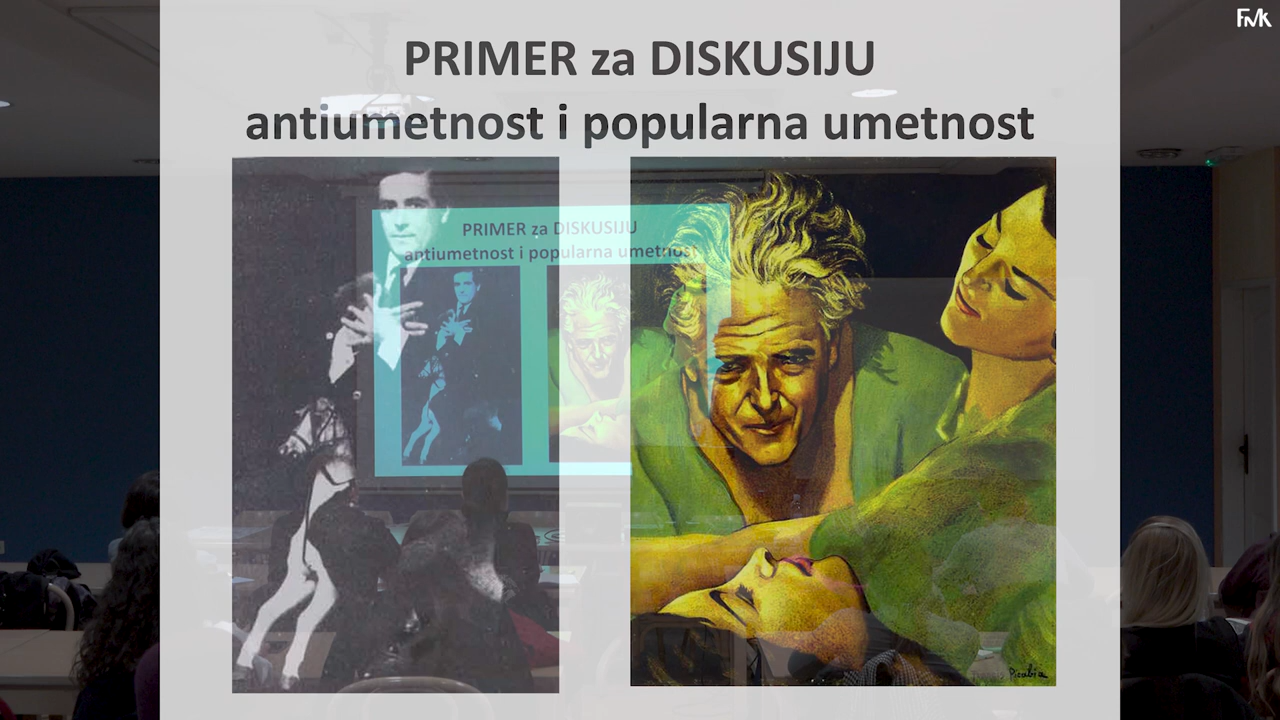 FMK
PRIMER za DISKUSIJU
antiumetnost i popularna umetnost
PRIMER za DISKUSIJU
antiumetnost i popularna umetnost
Picabia